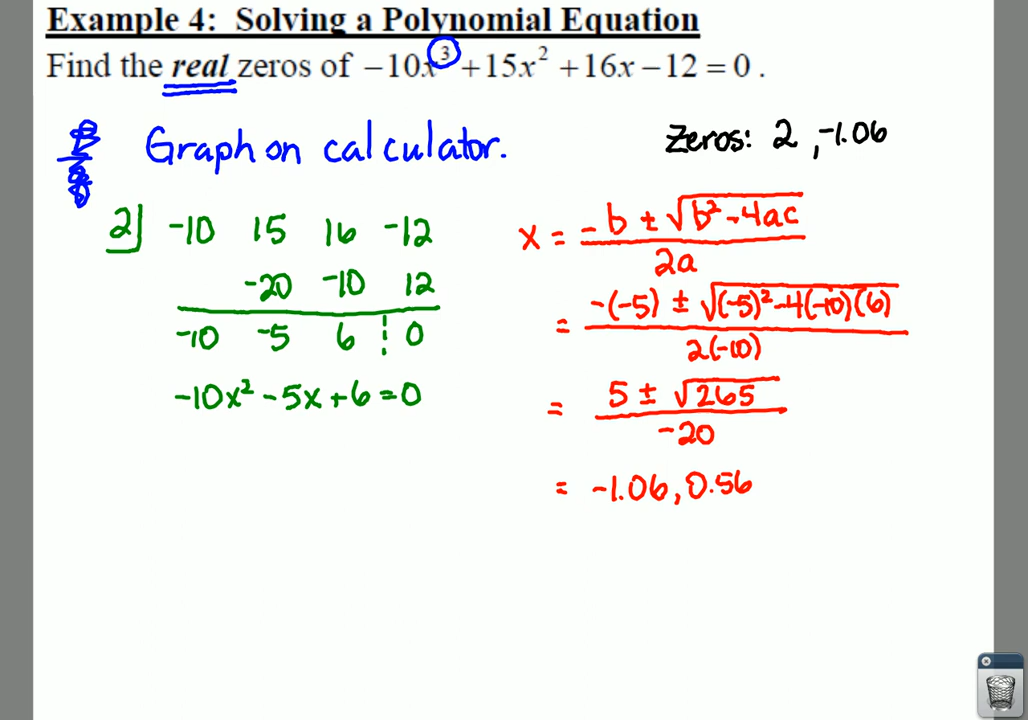 Example 4: Solving a Polynomial Equation
Find the real zeros of −10x³ +15x² +16x −12 = 0 .
Graph on calculator.
Zeros: 2 , -1.06
2| -10 15 16 -12
-20 -10 12
-10 -5 6 0
-10x² - 5x + 6 = 0
x = -b ± √b² - 4ac
2a
= -(-5) ± √(-5)² - 4(-10)(6)
2(-10)
= 5 ± √265
-20
= -1.06, 0.56